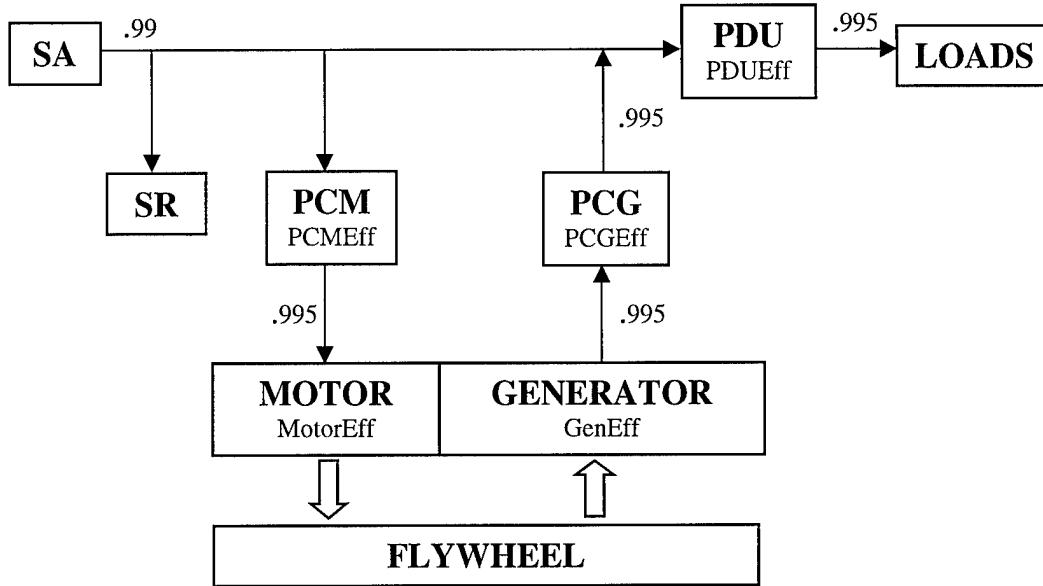 .99
SA
PDU
PDUEff
.995
LOADS
.995
SR
PCM
PCMEff
PCG
PCGEff
.995
.995
MOTOR
MotorEff
GENERATOR
GenEff
FLYWHEEL